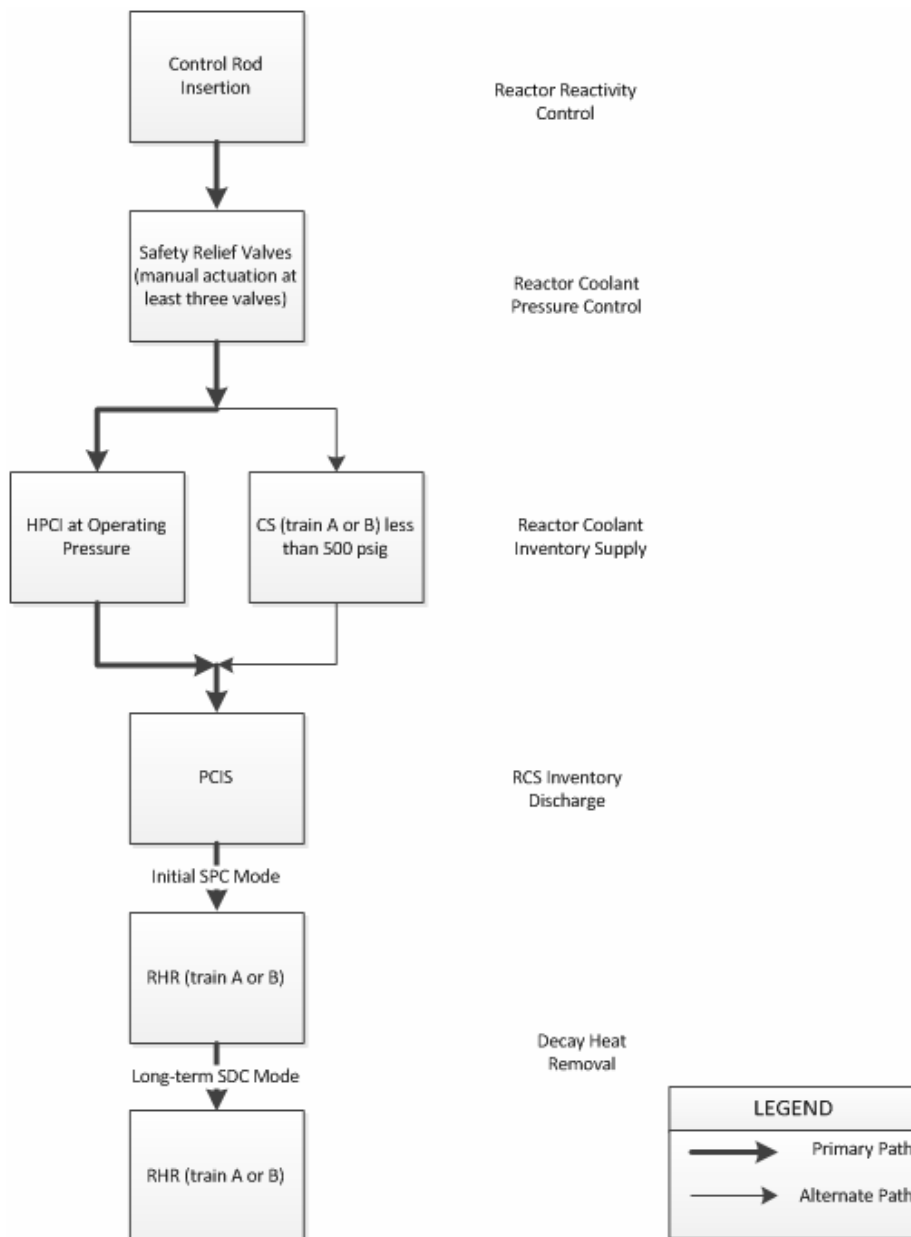 Control Rod
Insertion
Reactor Reactivity
Control
Safety Relief Valves
(manual actuation at
least three valves)
Reactor Coolant
Pressure Control
HPCI at Operating
Pressure
CS (train A or B) less
than 500 psig
Reactor Coolant
Inventory Supply
PCIS
RCS Inventory
Discharge
Initial SPC Mode
RHR (train A or B)
Decay Heat
Removal
Long-term SDC Mode
RHR (train A or B)
LEGEND
Primary Path
Alternate Path